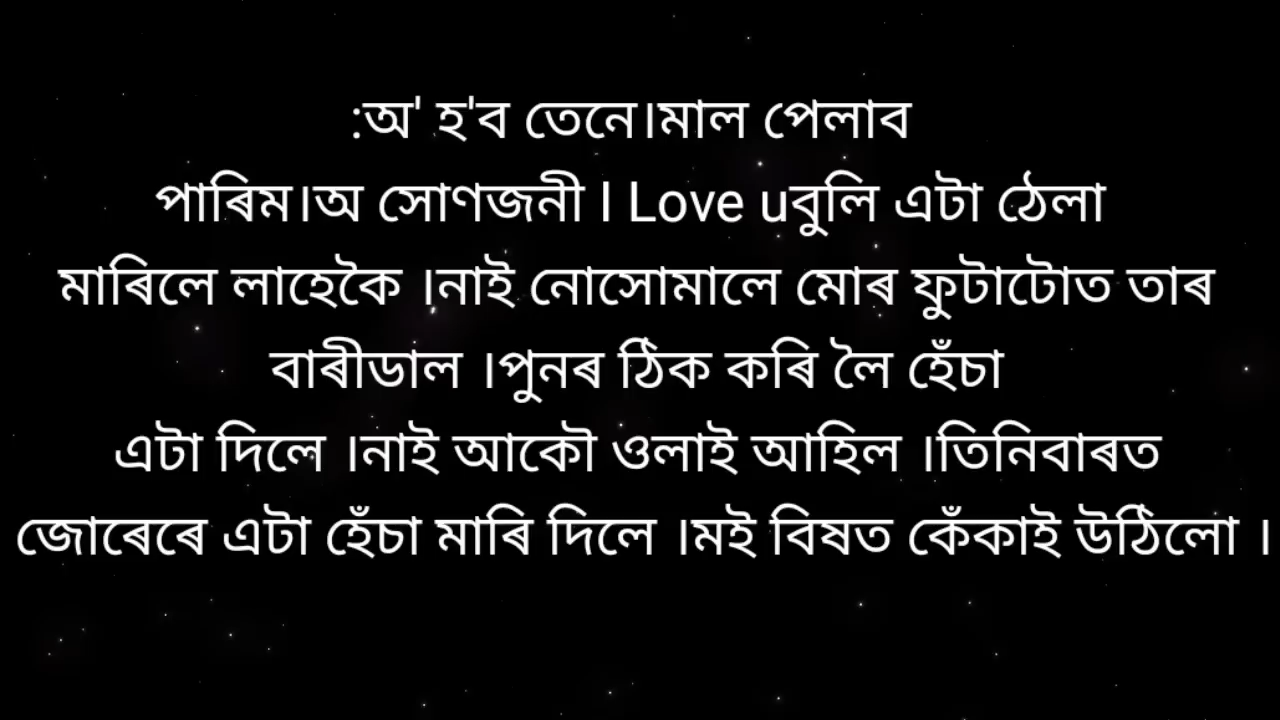 :অ' হ'ব তেনে।মাল পেলাব
পাৰিম।অ সোণজনী I Love uবুলি এটা ঠেলা
মাৰিলে লাহেকৈ ।নাই নোসোমালে মোৰ ফুটাটোত তাৰ
বাৰীডাল ।পুনৰ ঠিক কৰি লৈ হেঁচা
এটা দিলে ।নাই আকৌ ওলাই আহিল ।তিনিবাৰত
জোৰেৰে এটা হেঁচা মাৰি দিলে ।মই বিষত কেঁকাই উঠিলো ।